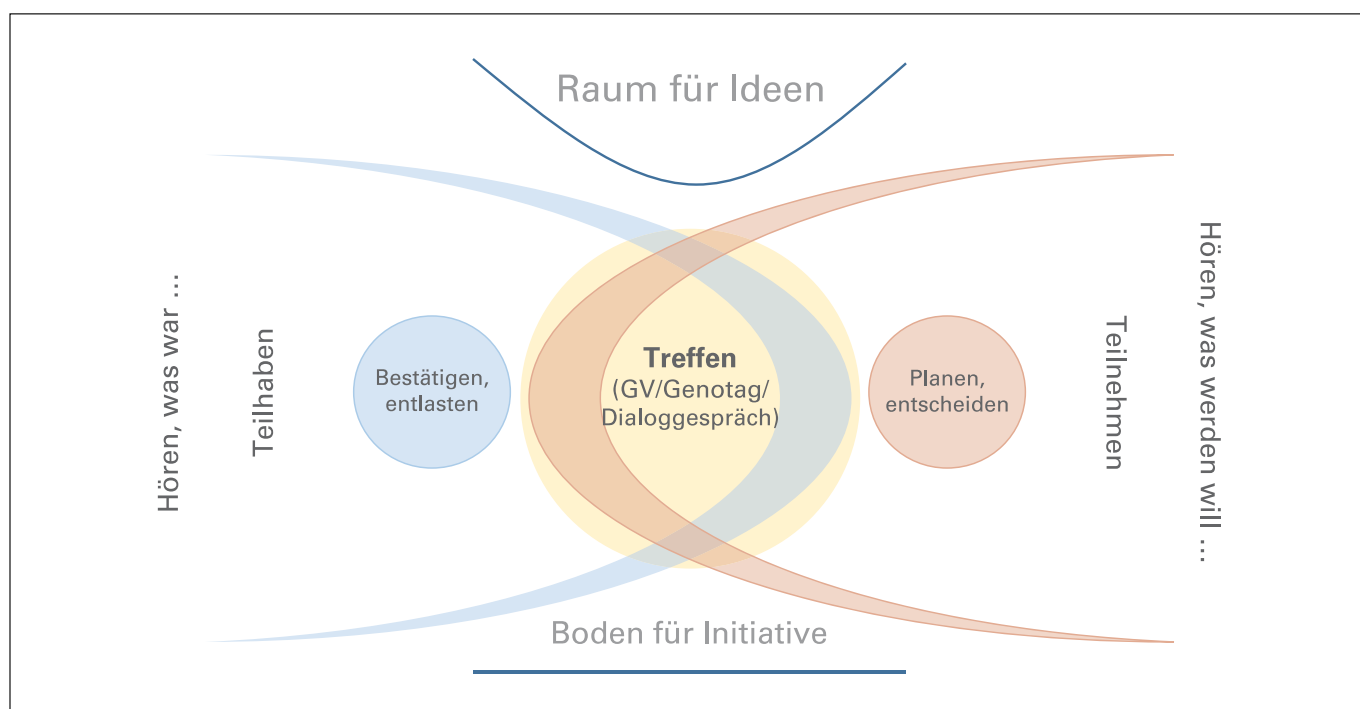 Raum für Ideen
Hören, was war ...
Teilhaben
Bestätigen,
entlasten
Treffen
(GV/Genotag/
Dialoggespräch)
Planen,
entscheiden
Teilnehmen
Hören, was werden will ...
Boden für Initiative